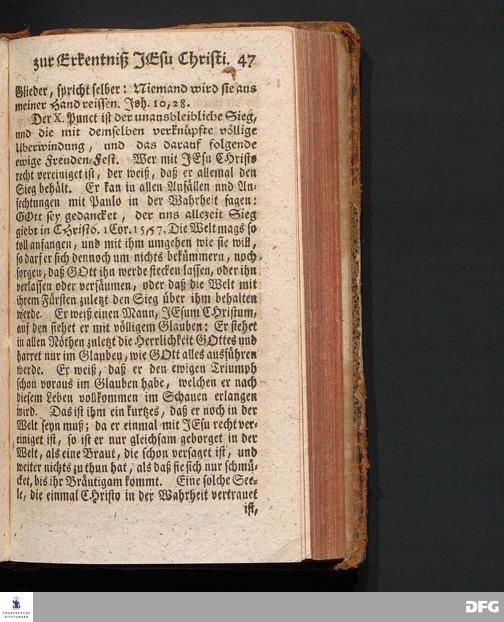 zur Erkentniß JEsu Christi. 47
Glieder, spricht selber: Niemand wird sie aus
meiner Hand reissen. Joh. 10, 28.
Der X. Punct ist der unausbleibliche Sieg,
und die mit demselben verknüpfte völlige
Uberwindung, und das darauf folgende
ewige Freuden-Fest. Wer mit JESu CHristo
recht vereiniget ist, der weiß, daß er allemal den
Sieg behält. Er kan in allen Anfällen und An-
fechtungen mit Paulo in der Wahrheit sagen:
GOtt sey gedancket, der uns allezeit Sieg
giebt in CHristo. 1 Cor. 15, 57. Die Welt mags so
toll anfangen, und mit ihm umgehen wie sie will,
so darf er sich dennoch um nichts bekümmern, noch
sorgen, daß GOtt ihn werde stecken lassen, oder ihn
verlassen oder versäumen, oder daß die Welt mit
ihrem Fürsten zuletzt den Sieg über ihm behalten
werde. Er weiß einen Mann, JEsum CHristum,
auf den siehet er mit völligem Glauben: Er siehet
in allen Nöthen zuletzt die Herrlichkeit GOttes und
harret nur im Glauben, wie GOtt alles ausführen
werde. Er weiß, daß er den ewigen Triumph
schon voraus im Glauben habe, welchen er nach
diesem Leben vollkommen im Schauen erlangen
wird. Das ist ihm ein kurtzes, daß er noch in der
Welt seyn muß; da er einmal mit JEsu recht ver-
einiget ist, so ist er nur gleichsam geborget in der
Welt, als eine Braut, die schon versaget ist, und
weiter nichts zu thun hat, als daß sie sich nur schmü-
cket, bis ihr Bräutigam kommt. Eine solche See-
le, die einmal CHristo in der Wahrheit vertrauet
ist,
FRANCKESCHE
STIFTUNGEN
DFG